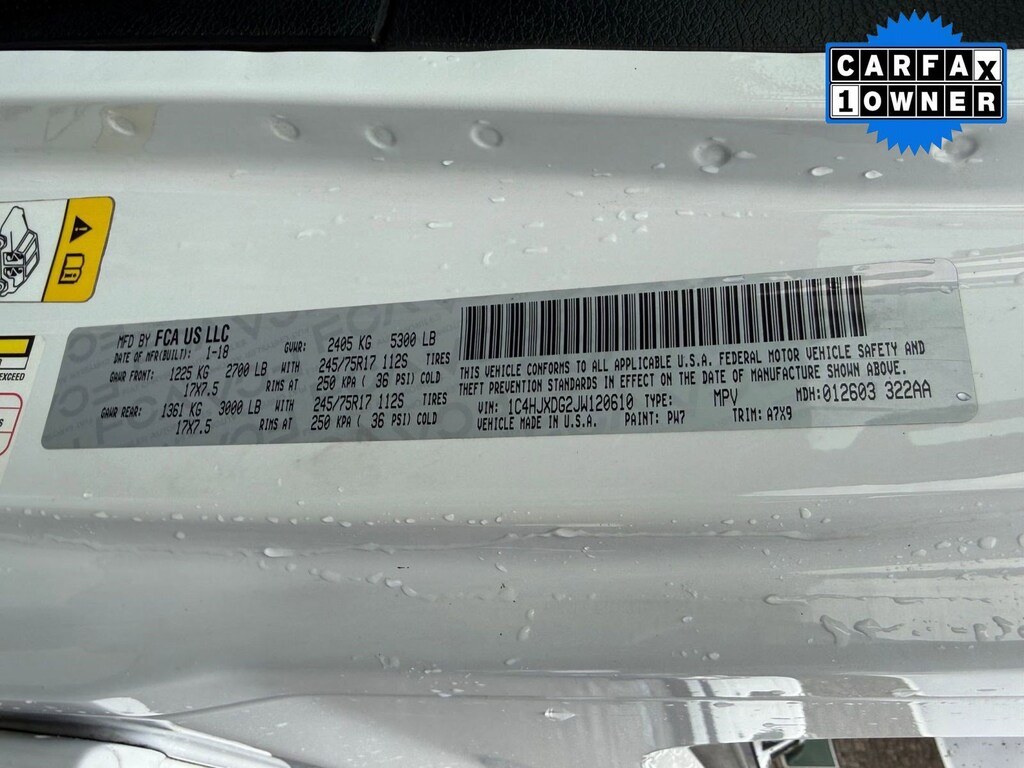 CARFAX
1 OWNER
EXCEED
MFD BY FCA US LLC
DATE OF MFR(BUILT): 1-18
GVWR: 2405 KG 5300 LB
GAWR FRONT: 1225 KG 2700 LB WITH 245/75R17 112S TIRES
17X7.5 RIMS AT 250 KPA ( 36 PSI) COLD
GAWR REAR: 1361 KG 3000 LB WITH 245/75R17 112S TIRES
17X7.5 RIMS AT 250 KPA ( 36 PSI) COLD
THIS VEHICLE CONFORMS TO ALL APPLICABLE U.S.A. FEDERAL MOTOR VEHICLE SAFETY AND
THEFT PREVENTION STANDARDS IN EFFECT ON THE DATE OF MANUFACTURE SHOWN ABOVE.
VIN: 1C4HJXDG2JW120610 TYPE: MPV MDH:012603 322AA
VEHICLE MADE IN U.S.A. PAINT: PW7 TRIM: A7X9